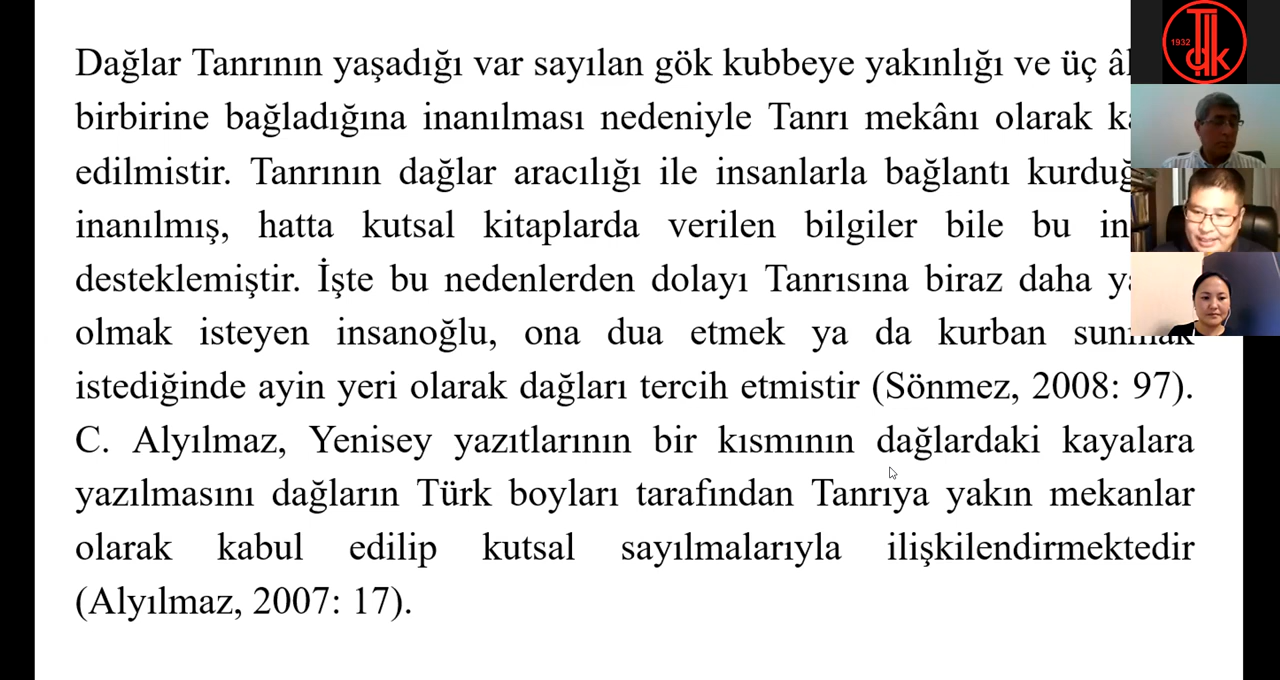 Dağlar Tanrının yaşadığı var sayılan gök kubbeye yakınlığı ve üç
birbirine bağladığına inanılması nedeniyle Tanrı mekânı olarak
edilmistir. Tanrının dağlar aracılığı ile insanlarla bağlantı
inanılmış, hatta kutsal kitaplarda verilen bilgiler bile bu
desteklemiştir. İşte bu nedenlerden dolayı Tanrısına biraz daha
olmak isteyen insanoğlu, ona dua etmek ya da kurban sunmak
istediğinde ayin yeri olarak dağları tercih etmistir (Sönmez, 2008: 97).
C. Alyılmaz, Yenisey yazıtlarının bir kısmının dağlardaki kayalara
yazılmasını dağların Türk boyları tarafından Tanrıya yakın mekanlar
olarak kabul edilip kutsal sayılmalarıyla ilişkilendirmektedir
(Alyılmaz, 2007: 17).
1932